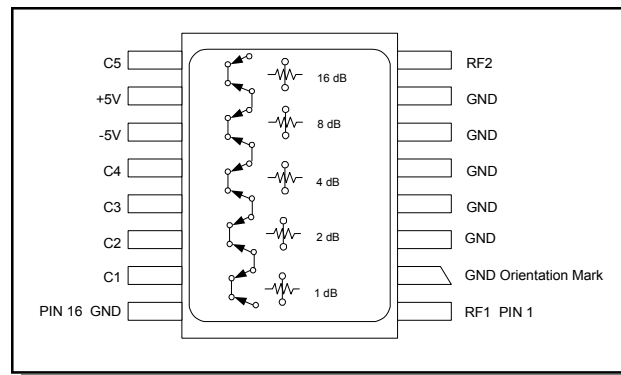 C5
16 dB
RF2
+5V
GND
-5V
8 dB
GND
C4
4 dB
GND
C3
GND
C2
2 dB
GND
C1
1 dB
GND Orientation Mark
PIN 16 GND
RF1 PIN 1